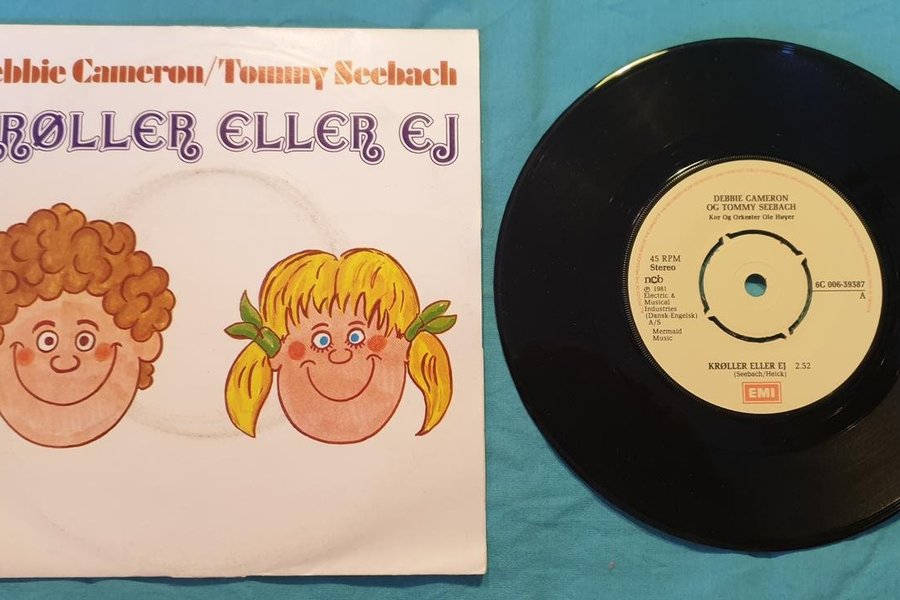 ebbie Cameron/Tommy Seebach
RØLLER ELLER EJ
DEBBIE CAMERON
OG TOMMY SEEBACH
Kor Og Orkester Ole Høyer
45 RPM
Stereo
ncb
℗ 1981
Electric &
Musical
Industries
(Dansk-Engelsk)
A/S
Mermaid
Music
6C 006-39387
A
KRØLLER ELLER EJ 2.52
(Seebach/Heick)
EMI